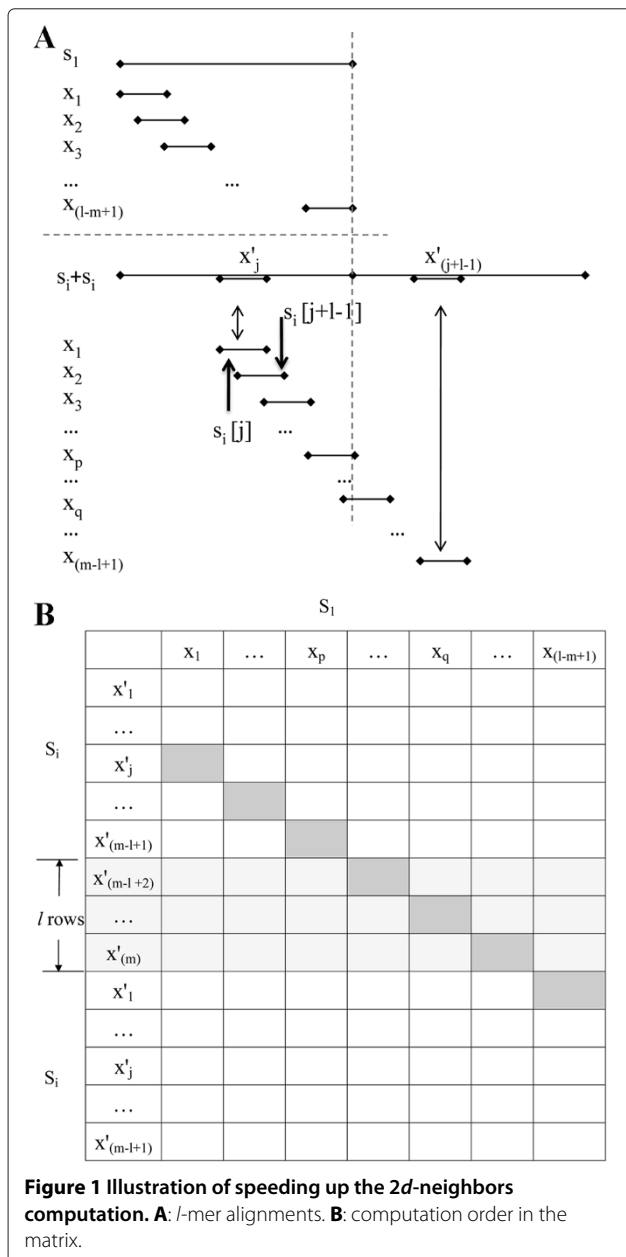 A
s₁
x₁
x₂
x₃
... ...
x₍l-m+1₎
x'ⱼ x'₍j+l-1₎
sᵢ+sᵢ
sᵢ[j+l-1]
x₁
x₂
x₃
sᵢ[j]
... ...
xₚ
... ...
x_q
... ...
x₍m-l+1₎
B
S₁
x₁ … xₚ … x_q … x₍l-m+1₎
x'₁
…
Sᵢ
x'ⱼ
…
x'₍m-l+1₎
x'₍m-l+2₎
l rows …
x'₍m₎
x'₁
…
Sᵢ
x'ⱼ
…
x'₍m-l+1₎
Figure 1 Illustration of speeding up the 2d-neighbors
computation. A: l-mer alignments. B: computation order in the
matrix.